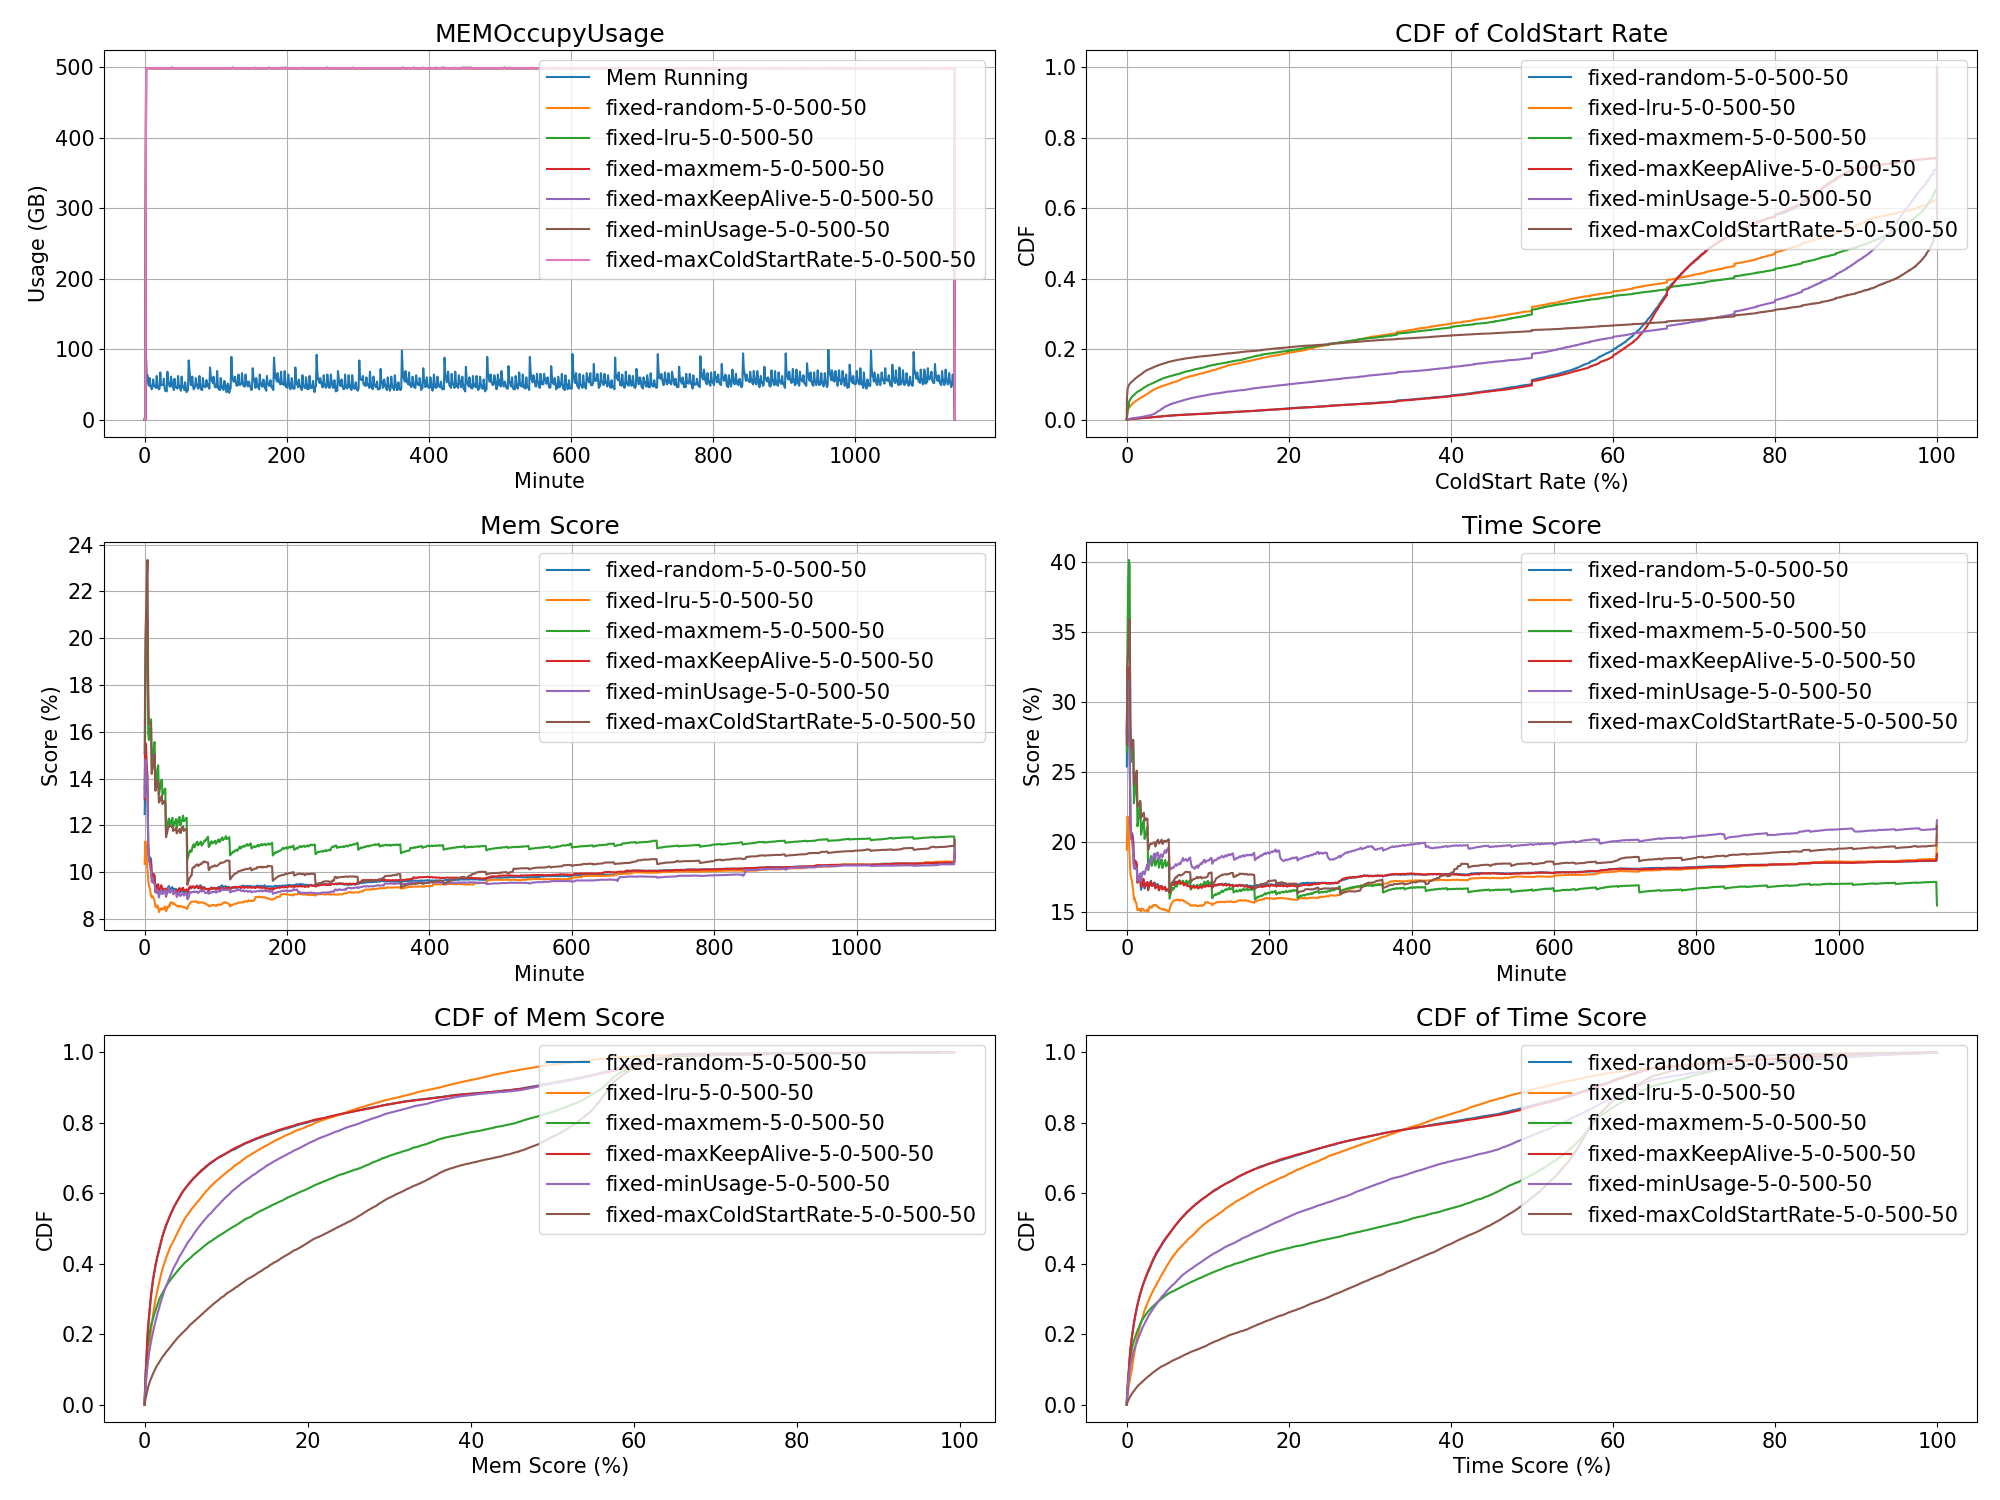 MEMOccupyUsage
Usage (GB)
500
400
300
200
100
0
Mem Running
fixed-random-5-0-500-50
fixed-lru-5-0-500-50
fixed-maxmem-5-0-500-50
fixed-maxKeepAlive-5-0-500-50
fixed-minUsage-5-0-500-50
fixed-maxColdStartRate-5-0-500-50
0 200 400 600 800 1000
Minute
CDF of ColdStart Rate
CDF
1.0
0.8
0.6
0.4
0.2
0.0
fixed-random-5-0-500-50
fixed-lru-5-0-500-50
fixed-maxmem-5-0-500-50
fixed-maxKeepAlive-5-0-500-50
fixed-minUsage-5-0-500-50
fixed-maxColdStartRate-5-0-500-50
0 20 40 60 80 100
ColdStart Rate (%)
Mem Score
Score (%)
24
22
20
18
16
14
12
10
8
fixed-random-5-0-500-50
fixed-lru-5-0-500-50
fixed-maxmem-5-0-500-50
fixed-maxKeepAlive-5-0-500-50
fixed-minUsage-5-0-500-50
fixed-maxColdStartRate-5-0-500-50
0 200 400 600 800 1000
Minute
Time Score
Score (%)
40
35
30
25
20
15
fixed-random-5-0-500-50
fixed-lru-5-0-500-50
fixed-maxmem-5-0-500-50
fixed-maxKeepAlive-5-0-500-50
fixed-minUsage-5-0-500-50
fixed-maxColdStartRate-5-0-500-50
0 200 400 600 800 1000
Minute
CDF of Mem Score
CDF
1.0
0.8
0.6
0.4
0.2
0.0
fixed-random-5-0-500-50
fixed-lru-5-0-500-50
fixed-maxmem-5-0-500-50
fixed-maxKeepAlive-5-0-500-50
fixed-minUsage-5-0-500-50
fixed-maxColdStartRate-5-0-500-50
0 20 40 60 80 100
Mem Score (%)
CDF of Time Score
CDF
1.0
0.8
0.6
0.4
0.2
0.0
fixed-random-5-0-500-50
fixed-lru-5-0-500-50
fixed-maxmem-5-0-500-50
fixed-maxKeepAlive-5-0-500-50
fixed-minUsage-5-0-500-50
fixed-maxColdStartRate-5-0-500-50
0 20 40 60 80 100
Time Score (%)